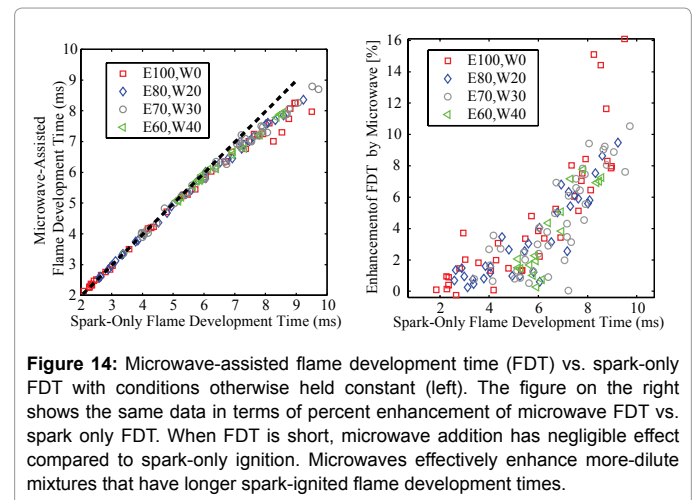 10
9
8
7
6
5
4
3
2
Microwave-Assisted
Flame Development Time (ms)
E100,W0
E80,W20
E70,W30
E60,W40
2 3 4 5 6 7 8 9 10
Spark-Only Flame Development Time (ms)
16
14
12
10
8
6
4
2
0
Enhancementof FDT by Microwave [%]
E100,W0
E80,W20
E70,W30
E60,W40
2 4 6 8 10
Spark-Only Flame Development Time (ms)
Figure 14: Microwave-assisted flame development time (FDT) vs. spark-only
FDT with conditions otherwise held constant (left). The figure on the right
shows the same data in terms of percent enhancement of microwave FDT vs.
spark only FDT. When FDT is short, microwave addition has negligible effect
compared to spark-only ignition. Microwaves effectively enhance more-dilute
mixtures that have longer spark-ignited flame development times.